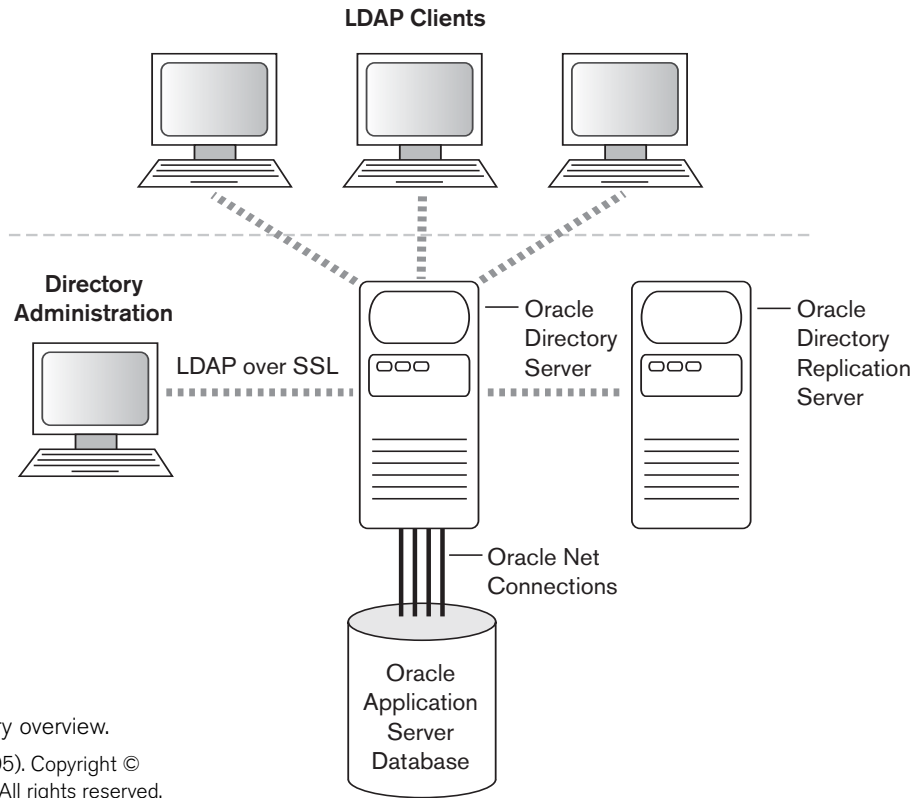 LDAP Clients
Directory
Administration
LDAP over SSL
Oracle
Directory
Server
Oracle
Directory
Replication
Server
Oracle Net
Connections
Oracle
Application
Server
Database
overview.
Copyright ©
All rights reserved.